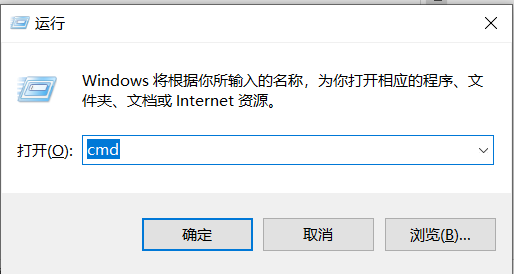 运行
Windows 将根据你所输入的名称，为你打开相应的程序、文
件夹、文档或 Internet 资源。
打开(O): cmd
确定 取消 浏览(B)...